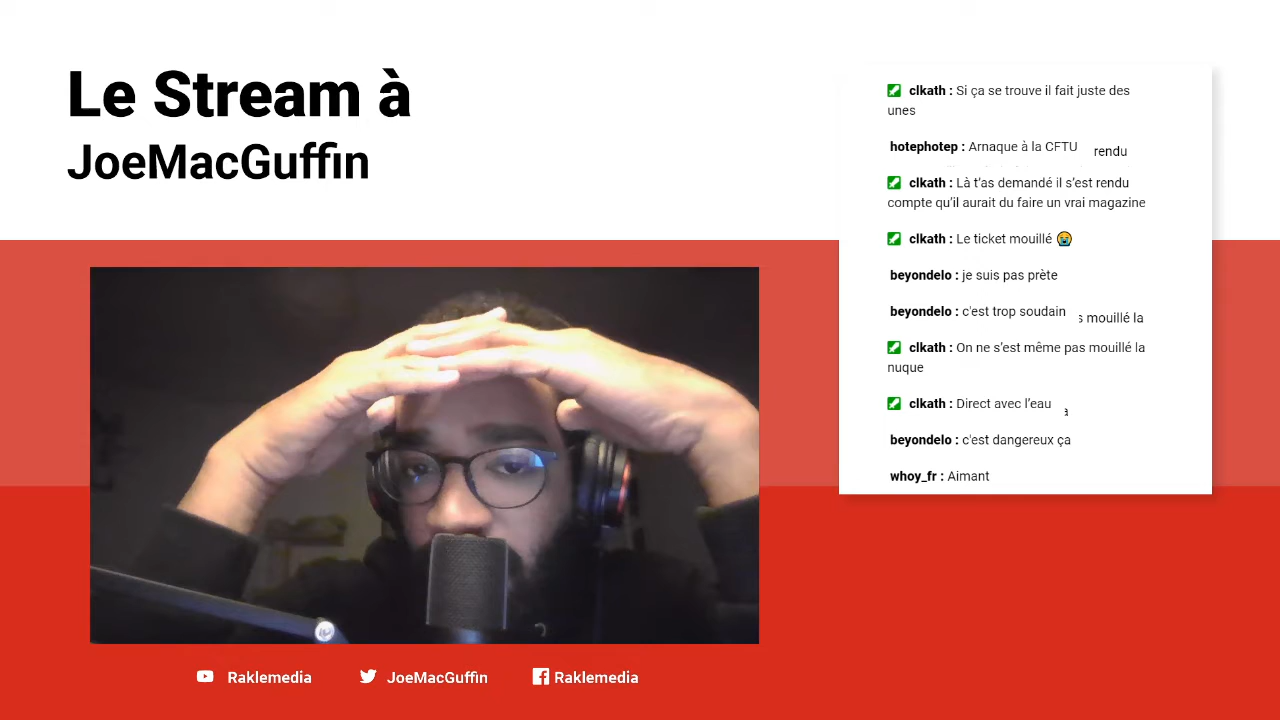 Le Stream à
JoeMacGuffin
clkath : Si ça se trouve il fait juste des
unes
hotephotep : Arnaque à la CFTU
rendu
clkath : Là t’as demandé il s’est rendu
compte qu’il aurait du faire un vrai magazine
clkath : Le ticket mouillé 😭
beyondelo : je suis pas prète
beyondelo : c'est trop soudain
s mouillé la
clkath : On ne s’est même pas mouillé la
nuque
clkath : Direct avec l’eau
a
beyondelo : c'est dangereux ça
whoy_fr : Aimant
Raklemedia JoeMacGuffin Raklemedia